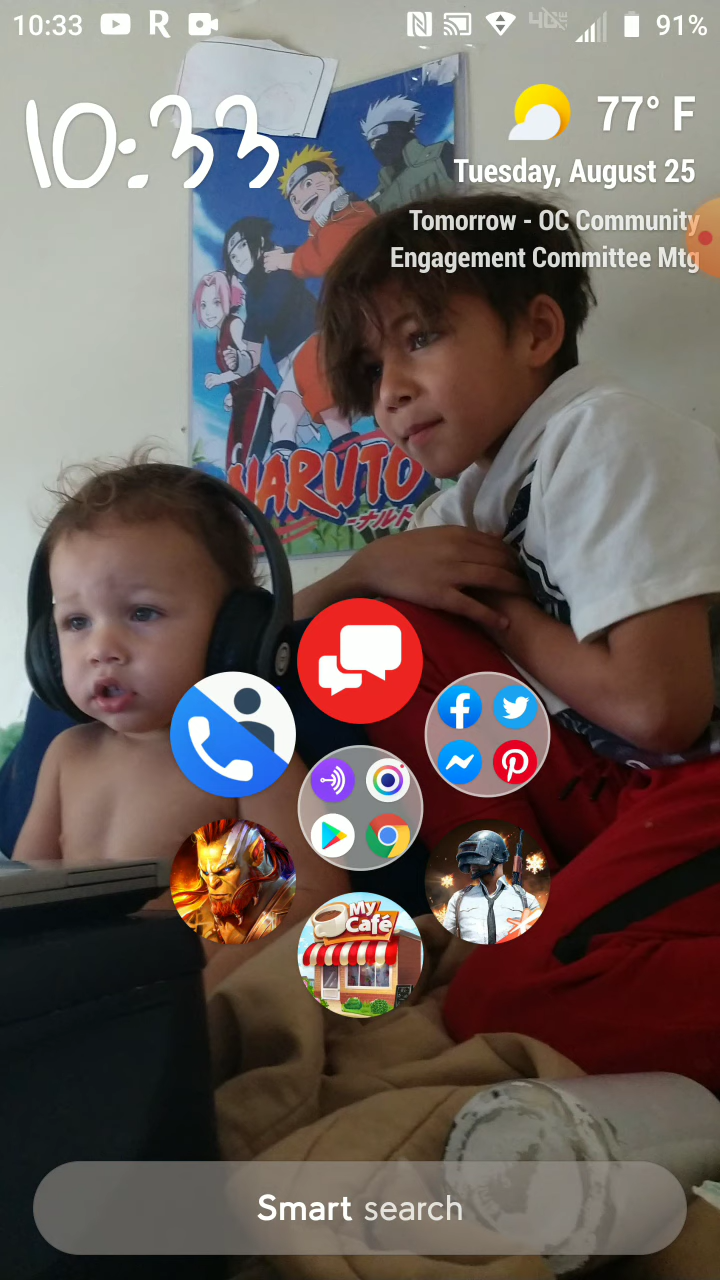 10:33
R
4G
91%
10:33
77° F
Tuesday, August 25
Tomorrow - OC Community
Engagement Committee Mtg
NARUTO
-ナルト
My
Café
Smart search